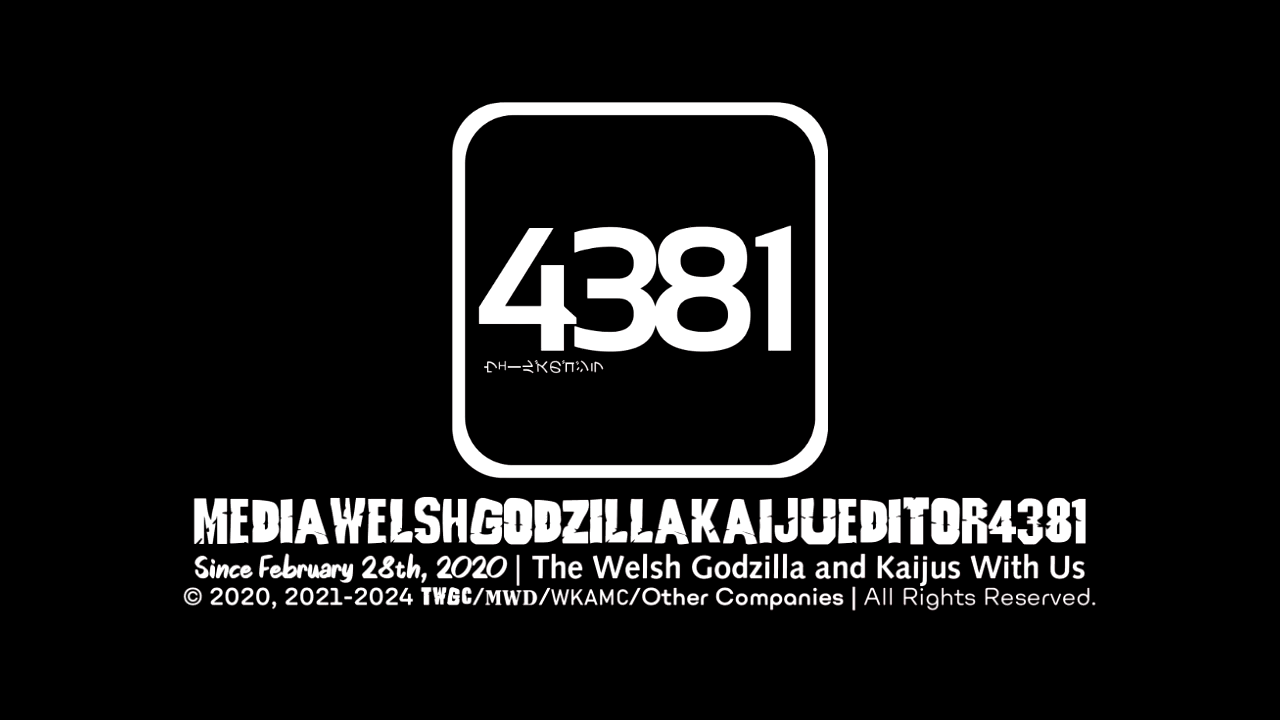 4381
MEDIAWELSHGODZILLAKAIJUEDITOR4381
Since February 28th, 2020 | The Welsh Godzilla and Kaijus With Us
© 2020, 2021-2024 TWGC/MWD/WKAMC/Other Companies | All Rights Reserved.